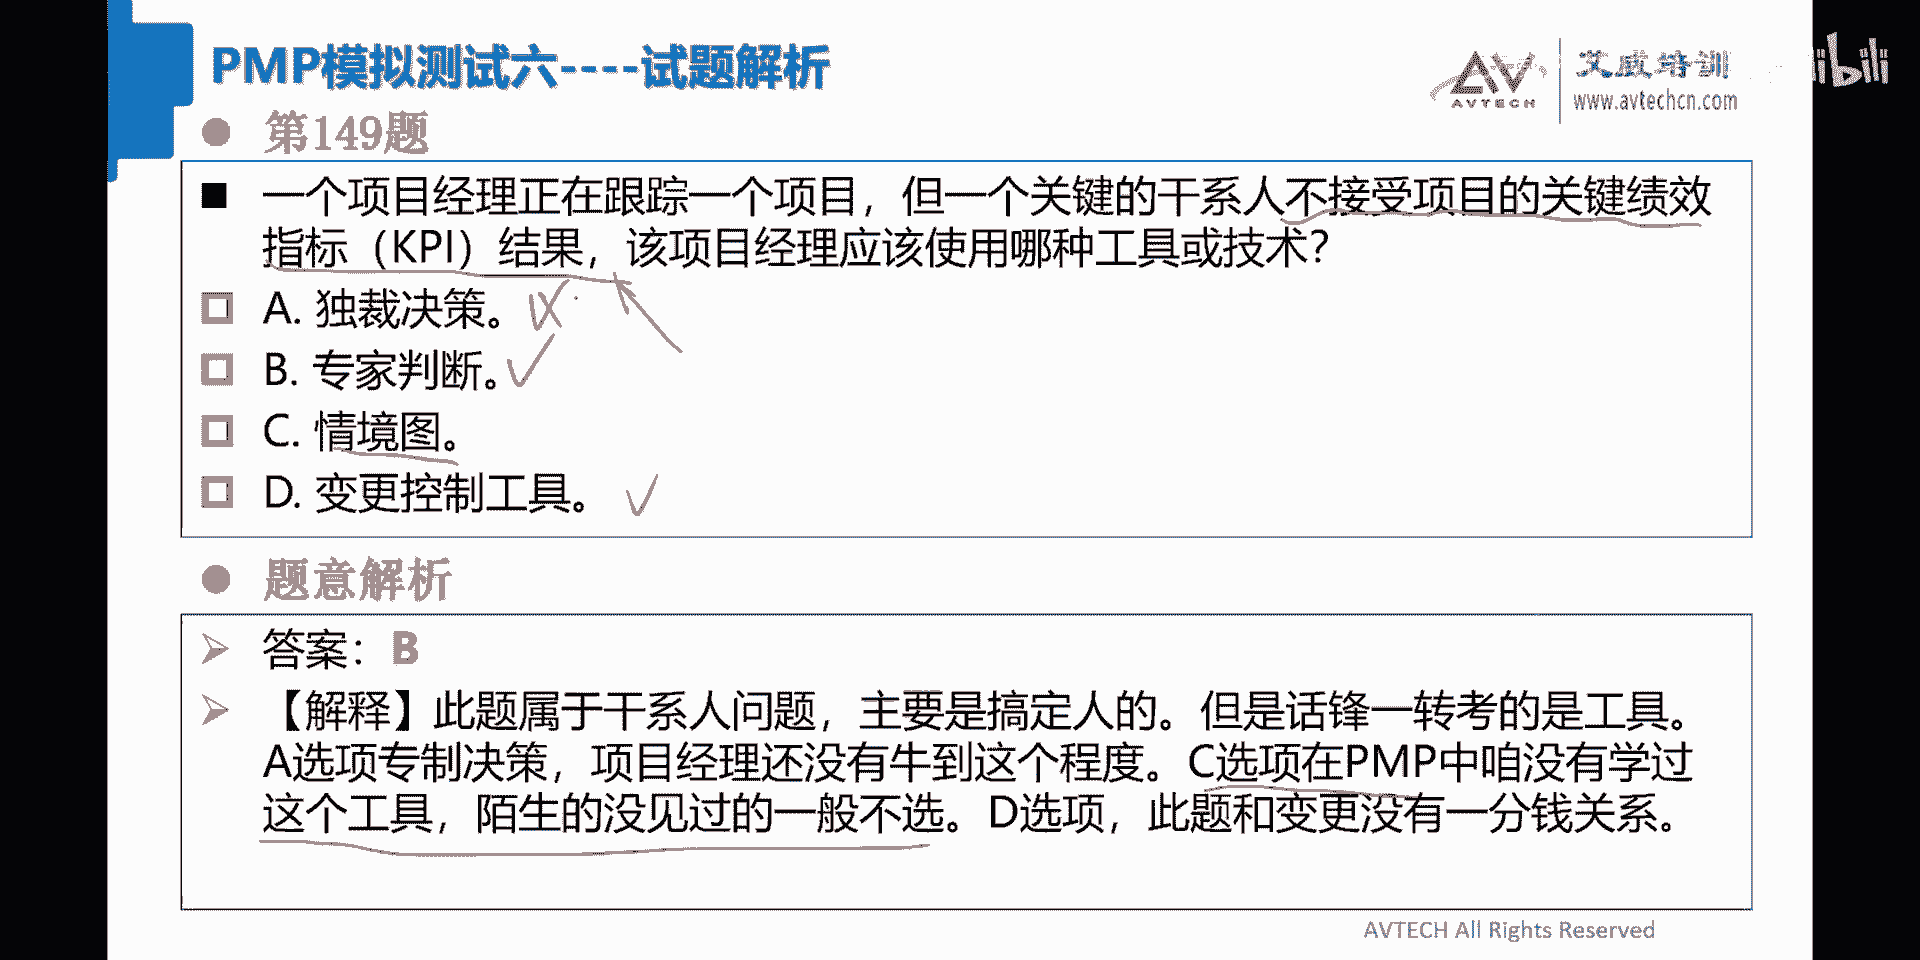 PMP模拟测试六----试题解析
AVTECH
艾威培训
www.avtechcn.com
第149题
一个项目经理正在跟踪一个项目，但一个关键的干系人不接受项目的关键绩效
指标（KPI）结果，该项目经理应该使用哪种工具或技术？
A. 独裁决策。
B. 专家判断。
C. 情境图。
D. 变更控制工具。
题意解析
答案：B
【解释】此题属于干系人问题，主要是搞定人的。但是话锋一转考的是工具。
A选项专制决策，项目经理还没有牛到这个程度。C选项在PMP中咱没有学过
这个工具，陌生的没见过的一般不选。D选项，此题和变更没有一分钱关系。
AVTECH All Rights Reserved